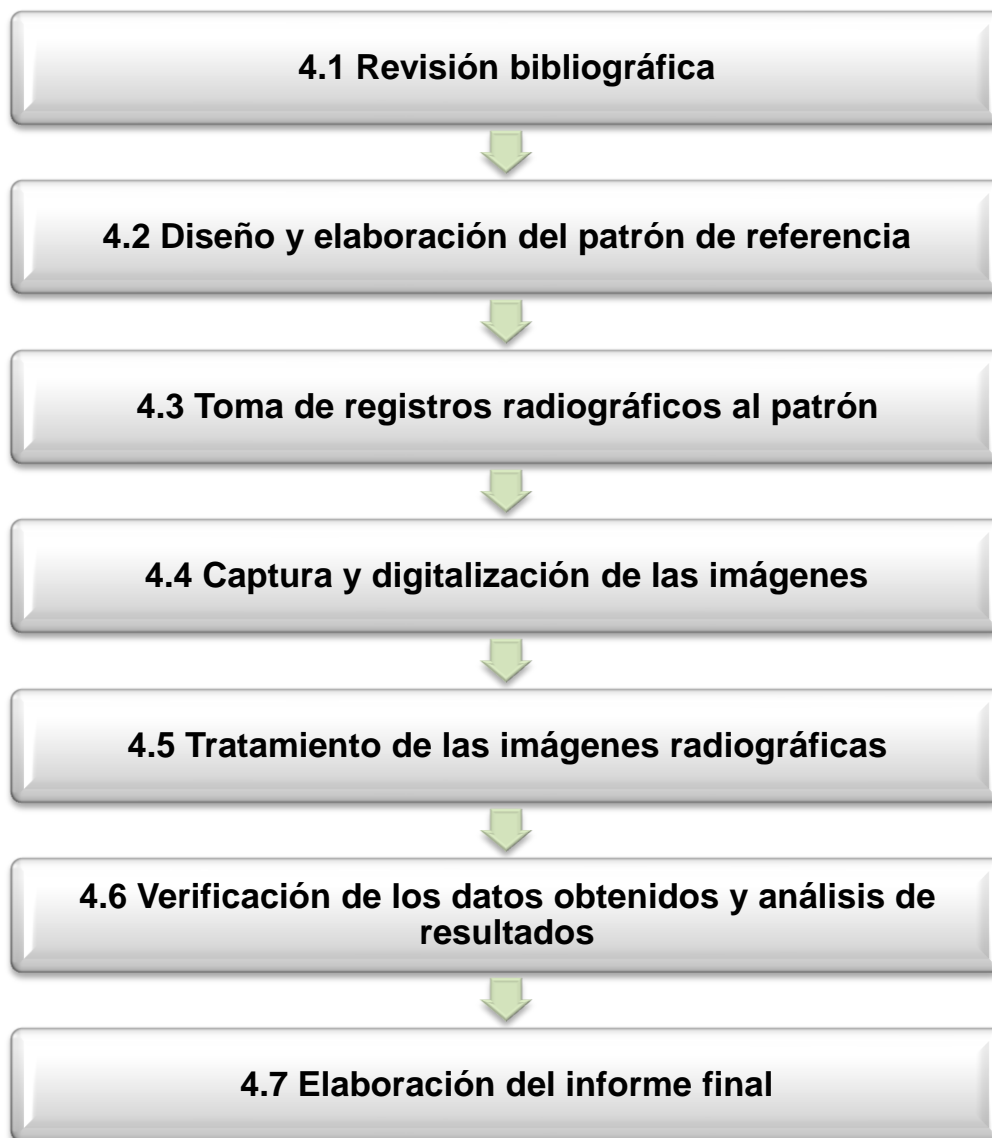 4.1 Revisión bibliográfica
4.2 Diseño y elaboración del patrón de referencia
4.3 Toma de registros radiográficos al patrón
4.4 Captura y digitalización de las imágenes
4.5 Tratamiento de las imágenes radiográficas
4.6 Verificación de los datos obtenidos y análisis de
resultados
4.7 Elaboración del informe final